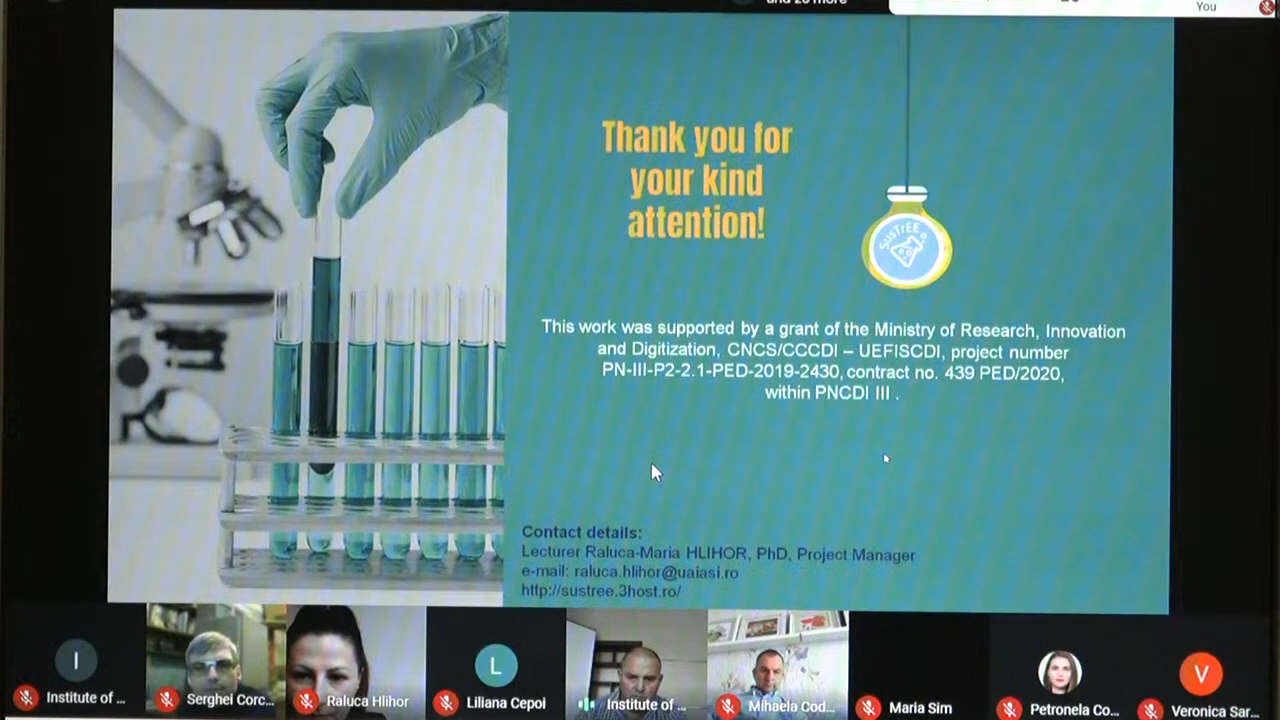 and 20 more
You
Thank you for
your kind
attention!
SusTrEE
This work was supported by a grant of the Ministry of Research, Innovation
and Digitization, CNCS/CCCDI – UEFISCDI, project number
PN-III-P2-2.1-PED-2019-2430, contract no. 439 PED/2020,
within PNCDI III .
Contact details:
Lecturer Raluca-Maria HLIHOR, PhD, Project Manager
e-mail: raluca.hlihor@uaiasi.ro
http://sustree.3host.ro/
I
L
V
Institute of ...
Serghei Corc...
Raluca Hlihor
Liliana Cepoi
Institute of ...
Mihaela Cod...
Maria Sim
Petronela Co...
Veronica Sar...